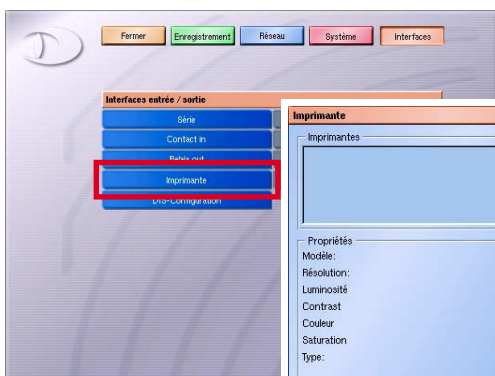 Fermer Enregistrement Réseau Système Interfaces
Interfaces entrée / sortie
Série
Contact in
Relais out
Imprimante
DTS-Configuration
Imprimante
Imprimantes
Propriétés
Modèle:
Résolution:
Luminosité
Contrast
Couleur
Saturation
Type: